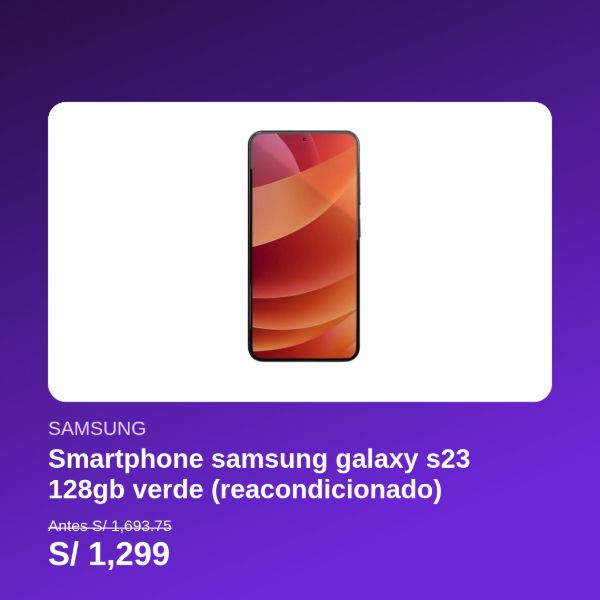 SAMSUNG
Smartphone samsung galaxy s23
128gb verde (reacondicionado)
Antes S/ 1,693.75
S/ 1,299